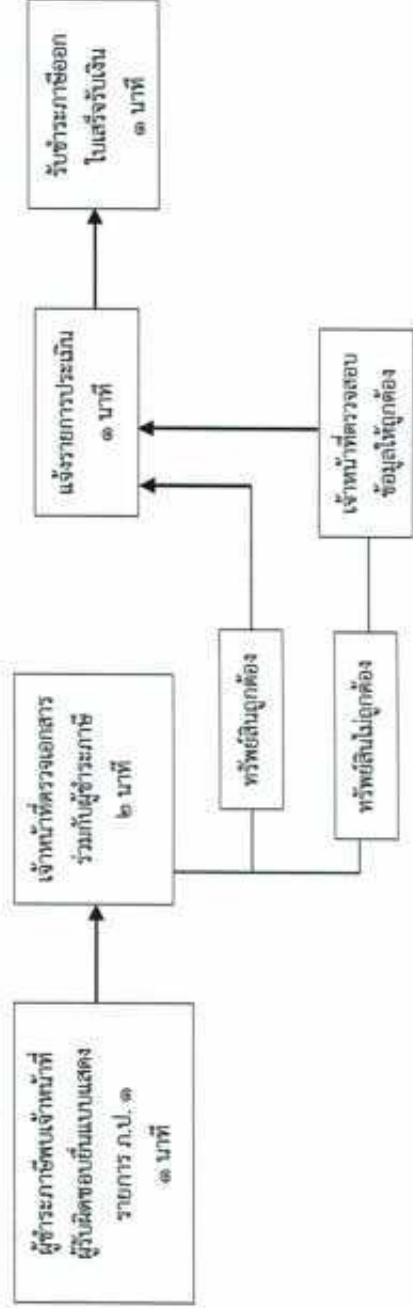 ผู้ชำระภาษีพบเจ้าหน้าที่
ผู้รับผิดชอบยื่นแบบแสดง
รายการ ภ.ป. ๑
๑ นาที
เจ้าหน้าที่ตรวจเอกสาร
ร่วมกับผู้ชำระภาษี
๒ นาที
ทรัพย์สินถูกต้อง
ทรัพย์สินไม่ถูกต้อง
เจ้าหน้าที่ตรวจสอบ
ข้อมูลให้ถูกต้อง
แจ้งรายการประเมิน
๑ นาที
รับชำระภาษีออก
ใบเสร็จรับเงิน
๑ นาที